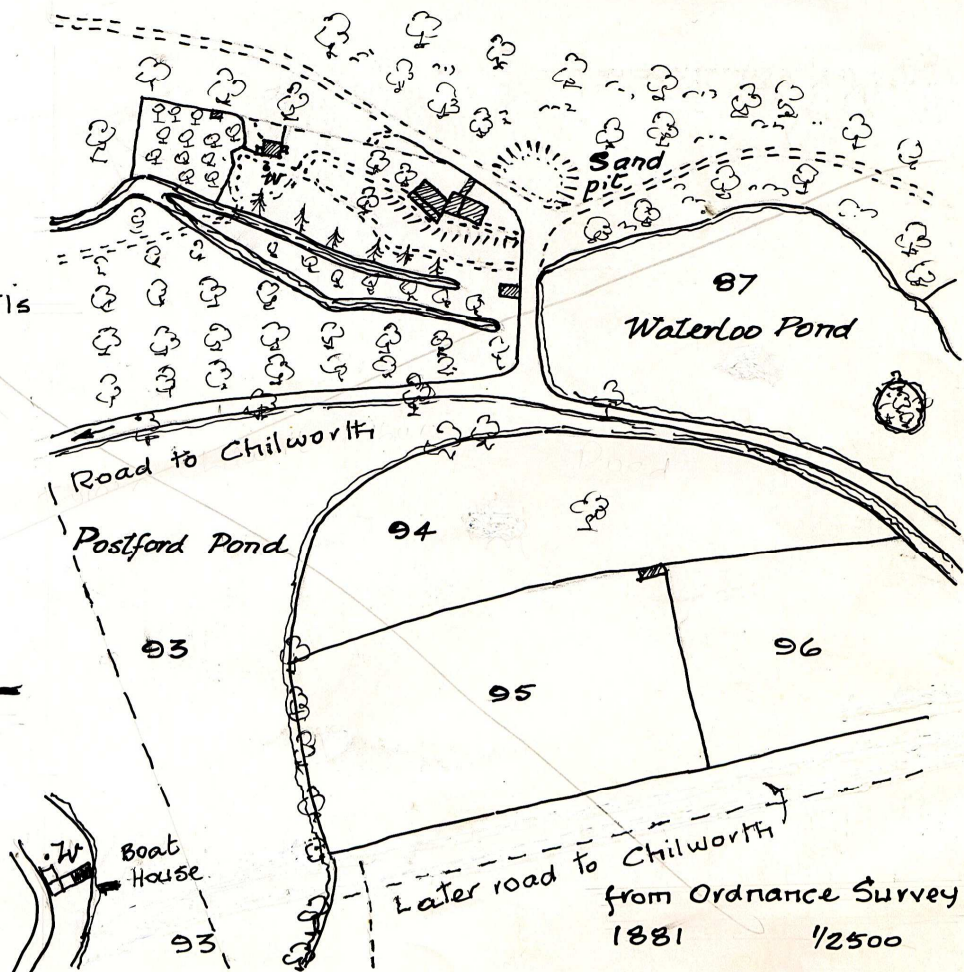 Sand
pit
W
87
Waterloo Pond
Road to Chilworth
Postford Pond
94
93
96
95
W
Boat
House
Later road to Chilworth
from Ordnance Survey
1881 1/2500
93